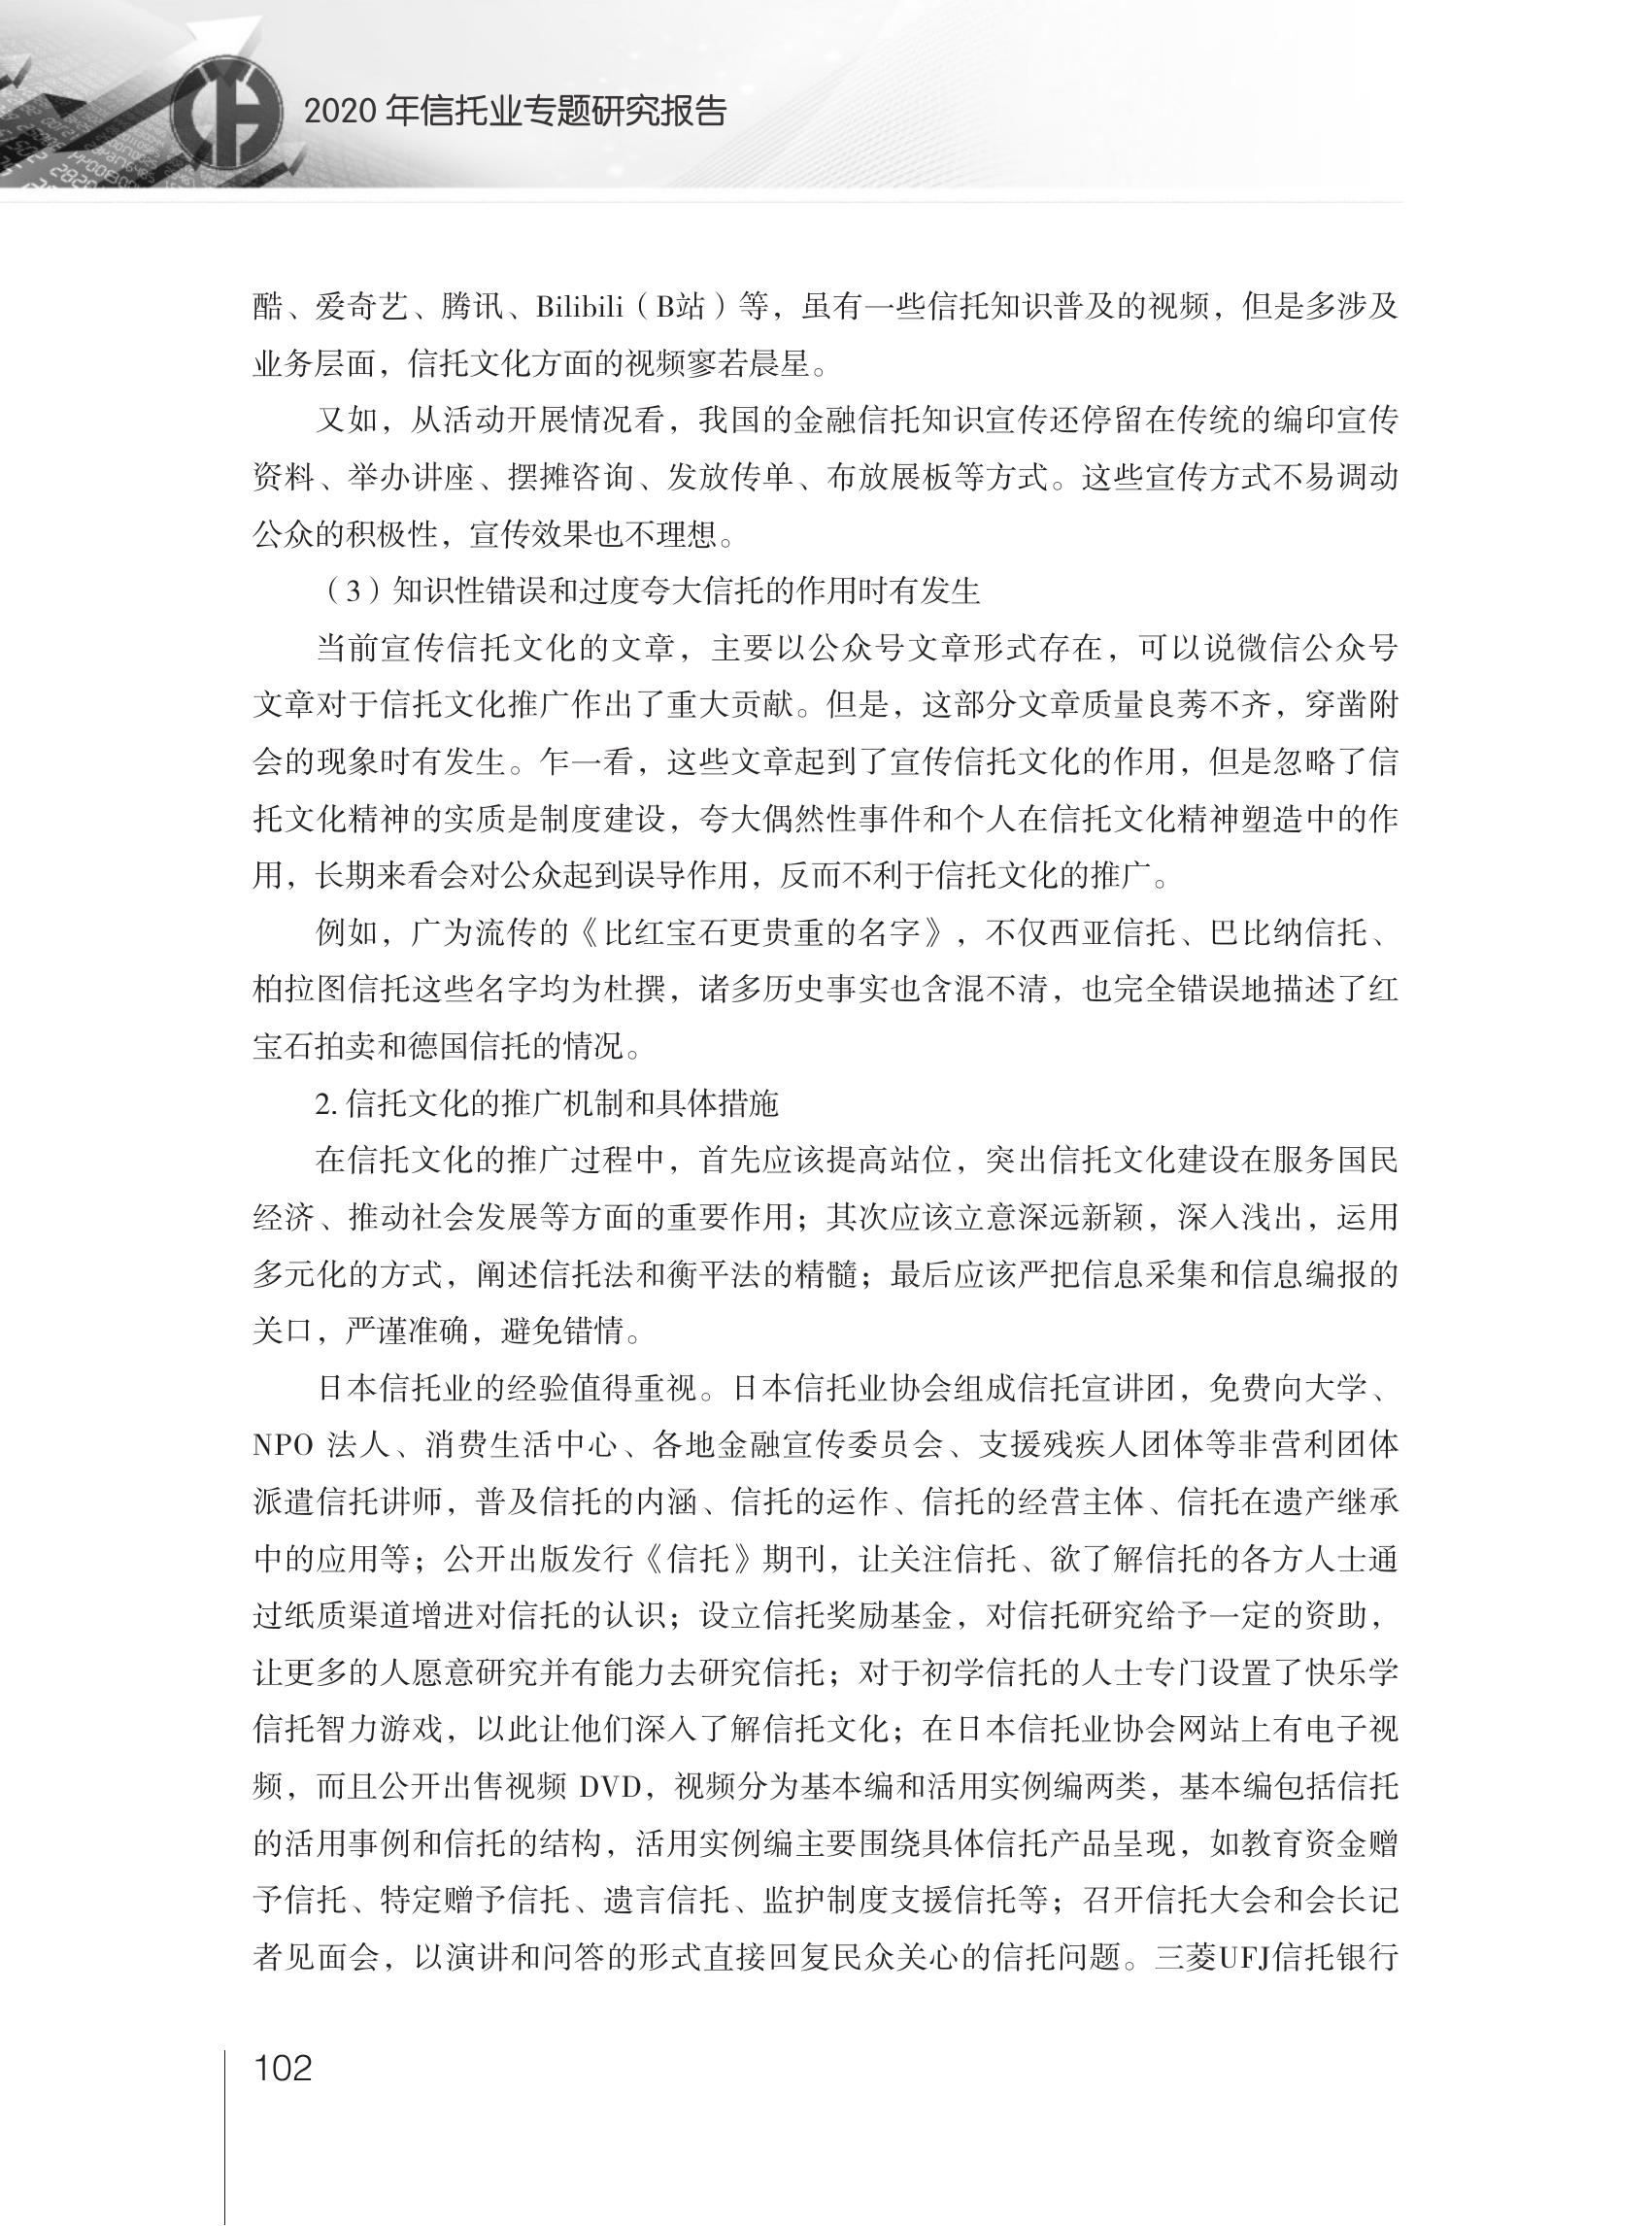 2020 年信托业专题研究报告
酷、爱奇艺、腾讯、Bilibili（B站）等，虽有一些信托知识普及的视频，但是多涉及
业务层面，信托文化方面的视频寥若晨星。
又如，从活动开展情况看，我国的金融信托知识宣传还停留在传统的编印宣传
资料、举办讲座、摆摊咨询、发放传单、布放展板等方式。这些宣传方式不易调动
公众的积极性，宣传效果也不理想。
（3）知识性错误和过度夸大信托的作用时有发生
当前宣传信托文化的文章，主要以公众号文章形式存在，可以说微信公众号
文章对于信托文化推广作出了重大贡献。但是，这部分文章质量良莠不齐，穿凿附
会的现象时有发生。乍一看，这些文章起到了宣传信托文化的作用，但是忽略了信
托文化精神的实质是制度建设，夸大偶然性事件和个人在信托文化精神塑造中的作
用，长期来看会对公众起到误导作用，反而不利于信托文化的推广。
例如，广为流传的《比红宝石更贵重的名字》，不仅西亚信托、巴比纳信托、
柏拉图信托这些名字均为杜撰，诸多历史事实也含混不清，也完全错误地描述了红
宝石拍卖和德国信托的情况。
2. 信托文化的推广机制和具体措施
在信托文化的推广过程中，首先应该提高站位，突出信托文化建设在服务国民
经济、推动社会发展等方面的重要作用；其次应该立意深远新颖，深入浅出，运用
多元化的方式，阐述信托法和衡平法的精髓；最后应该严把信息采集和信息编报的
关口，严谨准确，避免错情。
日本信托业的经验值得重视。日本信托业协会组成信托宣讲团，免费向大学、
NPO 法人、消费生活中心、各地金融宣传委员会、支援残疾人团体等非营利团体
派遣信托讲师，普及信托的内涵、信托的运作、信托的经营主体、信托在遗产继承
中的应用等；公开出版发行《信托》期刊，让关注信托、欲了解信托的各方人士通
过纸质渠道增进对信托的认识；设立信托奖励基金，对信托研究给予一定的资助，
让更多的人愿意研究并有能力去研究信托；对于初学信托的人士专门设置了快乐学
信托智力游戏，以此让他们深入了解信托文化；在日本信托业协会网站上有电子视
频，而且公开出售视频 DVD，视频分为基本编和活用实例编两类，基本编包括信托
的活用事例和信托的结构，活用实例编主要围绕具体信托产品呈现，如教育资金赠
予信托、特定赠予信托、遗言信托、监护制度支援信托等；召开信托大会和会长记
者见面会，以演讲和问答的形式直接回复民众关心的信托问题。三菱UFJ信托银行
102